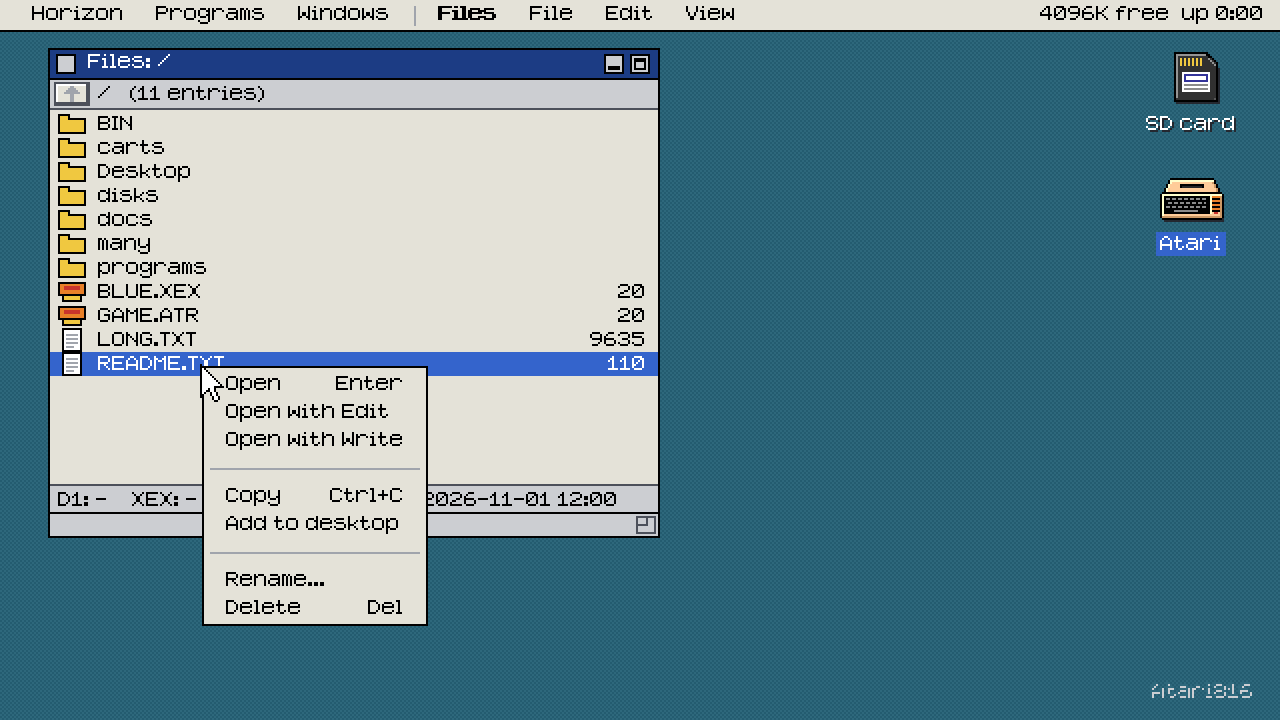 Horizon Programs Windows | Files File Edit View 4096K free up 0:00
Files: /
/ (11 entries)
BIN
carts
Desktop
disks
docs
many
programs
BLUE.XEX 20
GAME.ATR 20
LONG.TXT 9635
README.TXT 110
Open Enter
Open with Edit
Open with Write
Copy Ctrl+C
Add to desktop
Rename...
Delete Del
D1: - XEX: - 2026-11-01 12:00
SD card
Atari
Atari816